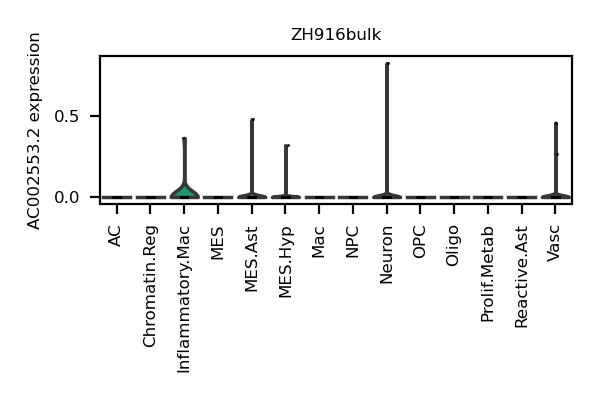 ZH916bulk
AC002553.2 expression
0.5
0.0
AC
Chromatin.Reg
Inflammatory.Mac
MES
MES.Ast
MES.Hyp
Mac
NPC
Neuron
OPC
Oligo
Prolif.Metab
Reactive.Ast
Vasc